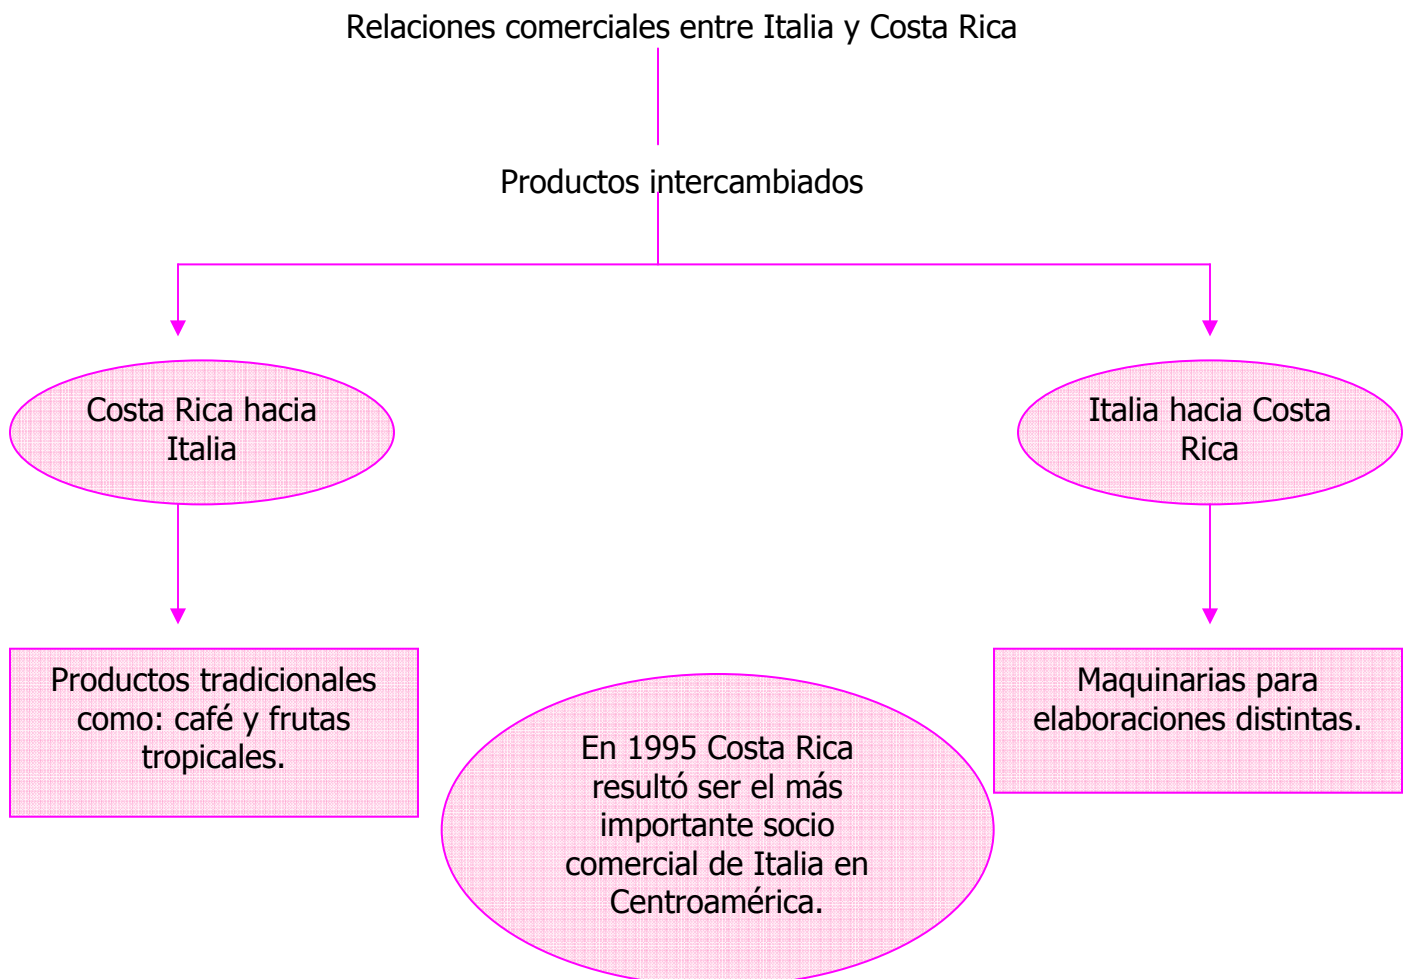 Relaciones comerciales entre Italia y Costa Rica
Productos intercambiados
Costa Rica hacia
Italia
Italia hacia Costa
Rica
Productos tradicionales
como: café y frutas
tropicales.
Maquinarias para
elaboraciones distintas.
En 1995 Costa Rica
resultó ser el más
importante socio
comercial de Italia en
Centroamérica.